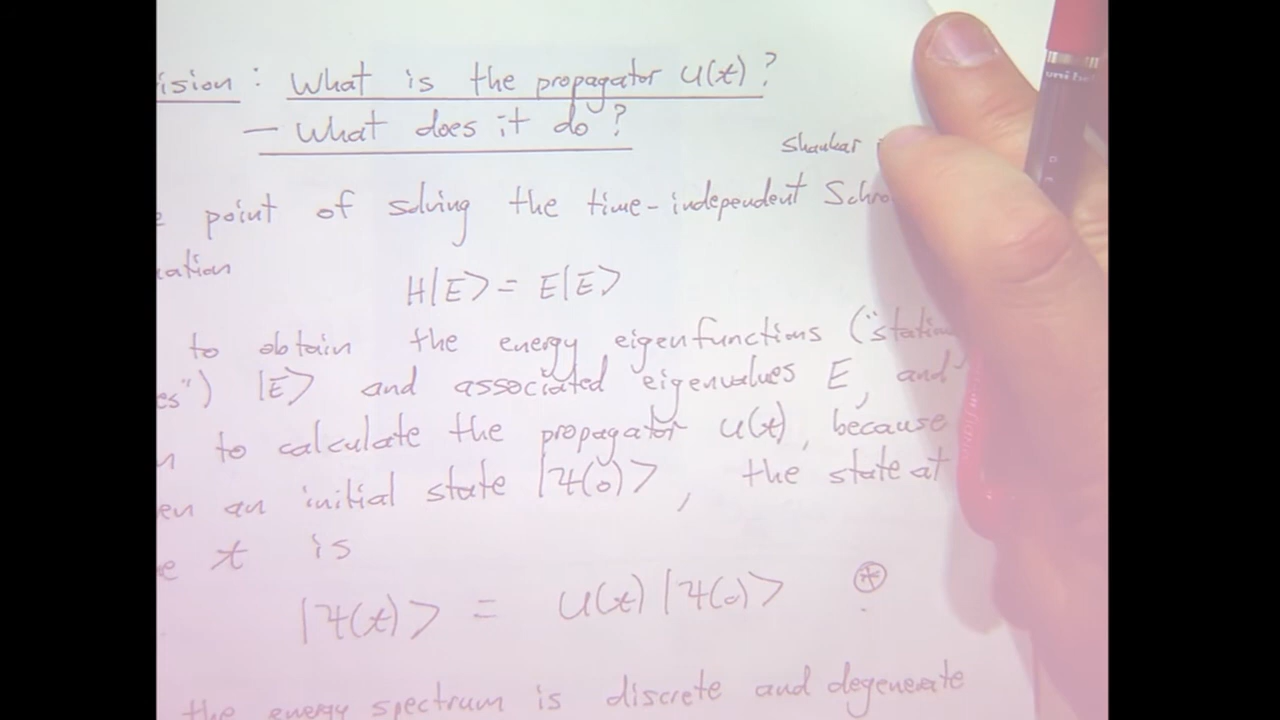 ision: What is the propagator U(t)?
— What does it do?
Shankar
e point of solving the time-independent Schro
uation
H|E> = E|E>
to obtain the energy eigenfunctions ("station
es") |E> and associated eigenvalues E, and
n to calculate the propagator U(t), because
en an initial state |Ψ(0)>, the state at
e t is
|Ψ(t)> = U(t)|Ψ(0)> ⊛
the energy spectrum is discrete and degenerate